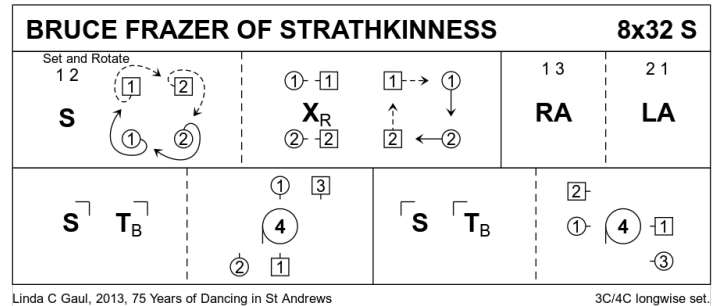 BRUCE FRAZER OF STRATHKINNESS 8x32 S
Set and Rotate
1 2
S
1 2
1 2
1 1
X R
2 2
1 1
2 2
1 3
RA
2 1
LA
S T B
1 3
4
2 1
S T B
2
1 4 1
3
Linda C Gaul, 2013, 75 Years of Dancing in St Andrews 3C/4C longwise set.